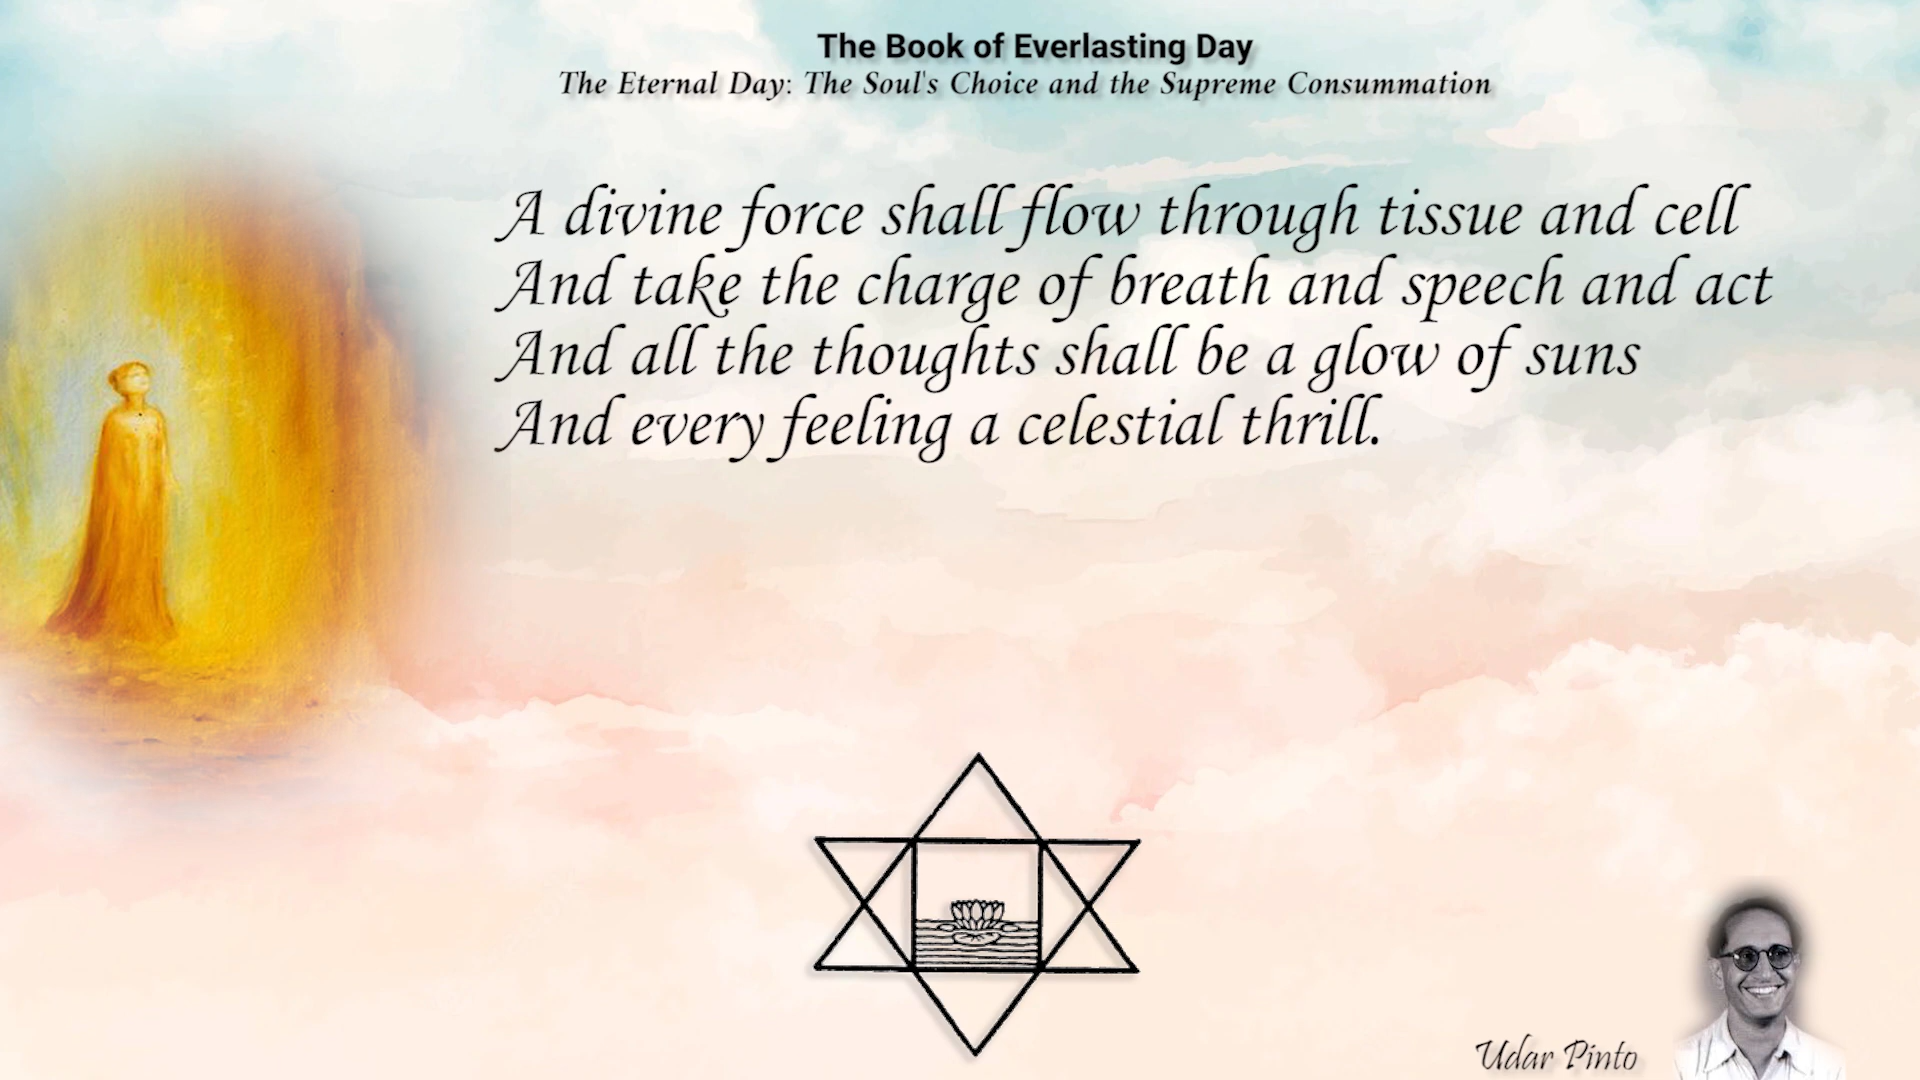 The Book of Everlasting Day
The Eternal Day: The Soul's Choice and the Supreme Consummation
A divine force shall flow through tissue and cell
And take the charge of breath and speech and act
And all the thoughts shall be a glow of suns
And every feeling a celestial thrill.
Udar Pinto